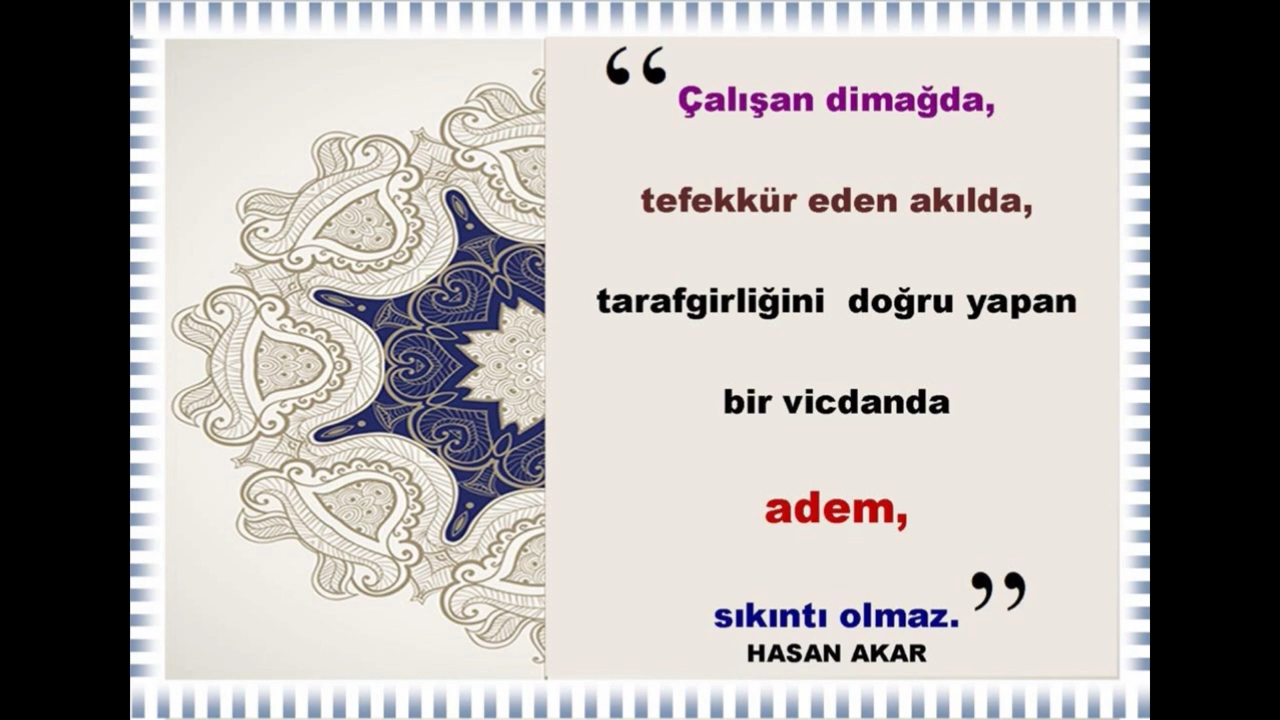 “ Çalışan dimağda,
tefekkür eden akılda,
tarafgirliğini doğru yapan
bir vicdanda
adem,
sıkıntı olmaz. ”
HASAN AKAR